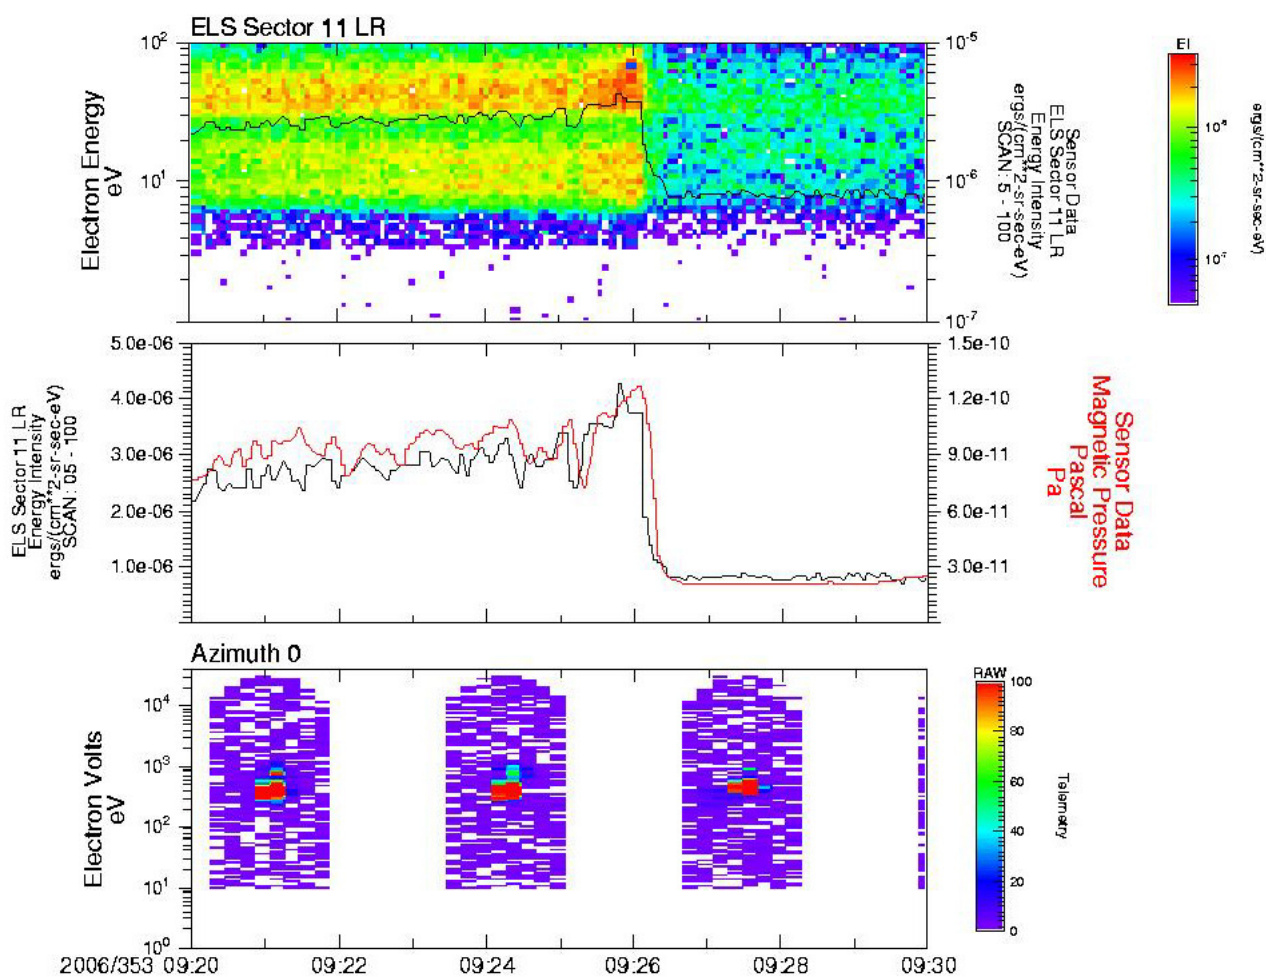 ELS Sector 11 LR
10²
10¹
Electron Energy
eV
10⁻⁵
10⁻⁶
10⁻⁷
Sensor Data
ELS Sector 11 LR
Energy Intensity
ergs/(cm**2-sr-sec-eV)
SCAN: 5 - 100
EI
10⁻⁷
ergs/(cm**2-sr-sec-eV)
5.0e-06
4.0e-06
3.0e-06
2.0e-06
1.0e-06
ELS Sector 11 LR
Energy Intensity
ergs/(cm**2-sr-sec-eV)
SCAN: 05 - 100
1.5e-10
1.2e-10
9.0e-11
6.0e-11
3.0e-11
Sensor Data
Magnetic Pressure
Pascal
Pa
Azimuth 0
10⁴
10³
10²
10¹
10⁰
Electron Volts
eV
RAW
100
80
60
40
20
0
Telemetry
2006/353 09:20 09:22 09:24 09:26 09:28 09:30